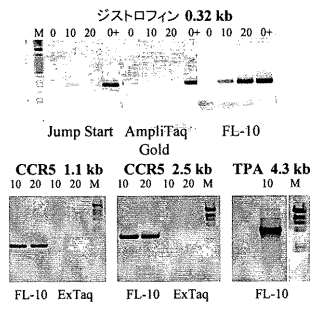 ジストロフィン 0.32 kb
M 0 10 20 0+ 0 10 20 0+ 0 10 20 0+
Jump Start AmpliTaq Gold FL-10
CCR5 1.1 kb CCR5 2.5 kb TPA 4.3 kb
10 20 10 20 M 10 20 10 20 M 10 M
FL-10 ExTaq FL-10 ExTaq FL-10